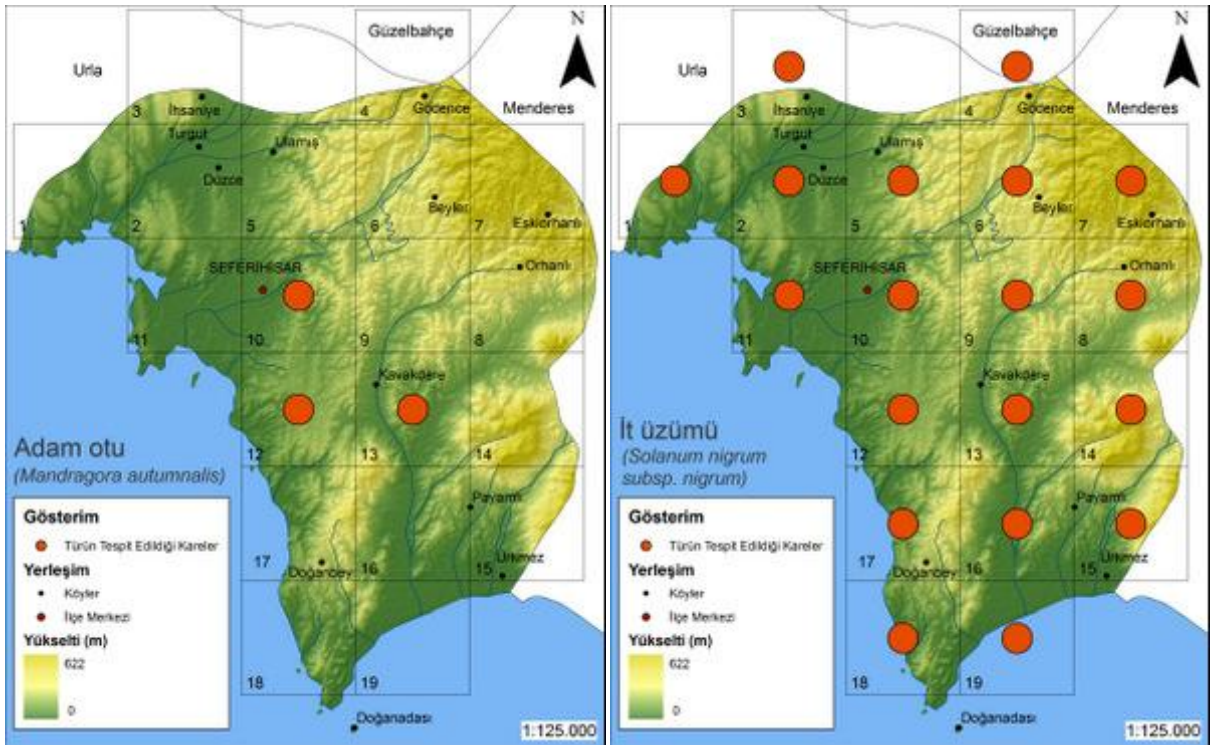 Güzelbahçe
N
Urla
Menderes
3
4
İhsaniye
Gödence
Turgut
Ulamış
Düzce
Beyler
Eskiorhanlı
1
2
5
6
7
SEFERİHİSAR
Orhanlı
11
10
9
8
Kavakdere
Adam otu
(Mandragora autumnalis)
12
13
14
Payamlı
Gösterim
Türün Tespit Edildiği Kareler
Yerleşim
Köyler
İlçe Merkezi
Yükselti (m)
622
0
17
Doğanbey
16
15
Ürkmez
18
19
Doğanadası
1:125.000
Güzelbahçe
N
Urla
Menderes
3
4
İhsaniye
Gödence
Turgut
Ulamış
Düzce
Beyler
Eskiorhanlı
1
2
5
6
7
SEFERİHİSAR
Orhanlı
11
10
9
8
Kavakdere
İt üzümü
(Solanum nigrum
subsp. nigrum)
12
13
14
Payamlı
Gösterim
Türün Tespit Edildiği Kareler
Yerleşim
Köyler
İlçe Merkezi
Yükselti (m)
622
0
17
Doğanbey
16
15
Ürkmez
18
19
Doğanadası
1:125.000